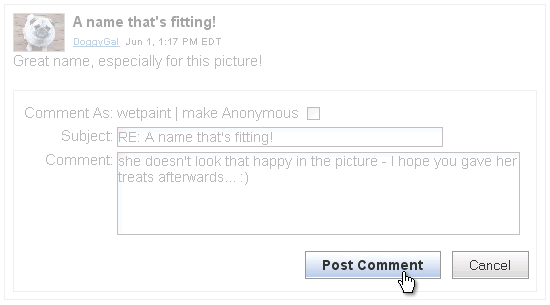 A name that's fitting!
DoggyGal Jun 1, 1:17 PM EDT
Great name, especially for this picture!
Comment As: wetpaint | make Anonymous
Subject: RE: A name that's fitting!
Comment: she doesn't look that happy in the picture - I hope you gave her
treats afterwards... :)
Post Comment Cancel